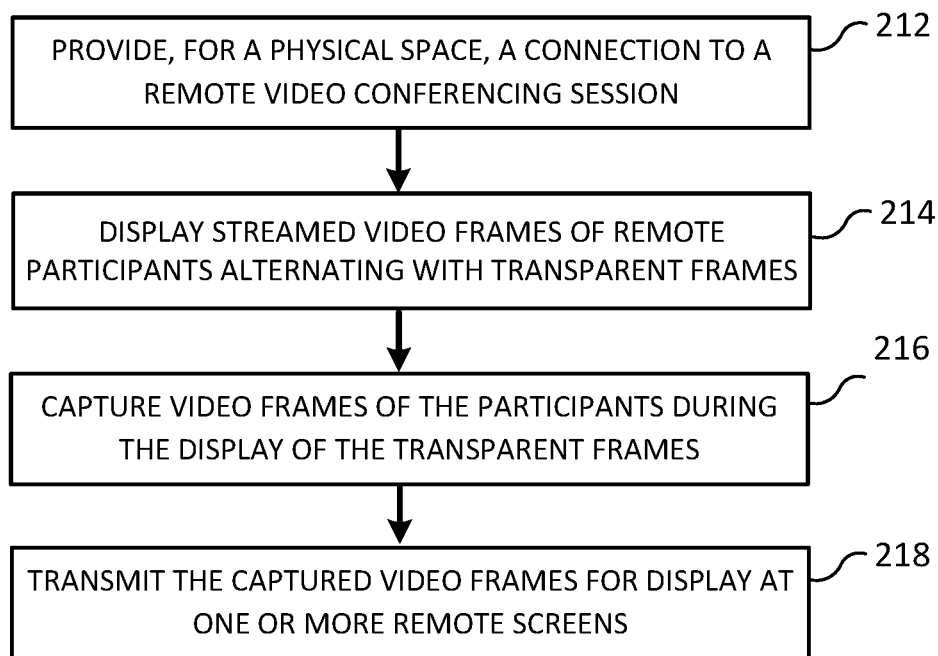 212
PROVIDE, FOR A PHYSICAL SPACE, A CONNECTION TO A
REMOTE VIDEO CONFERENCING SESSION
214
DISPLAY STREAMED VIDEO FRAMES OF REMOTE
PARTICIPANTS ALTERNATING WITH TRANSPARENT FRAMES
216
CAPTURE VIDEO FRAMES OF THE PARTICIPANTS DURING
THE DISPLAY OF THE TRANSPARENT FRAMES
218
TRANSMIT THE CAPTURED VIDEO FRAMES FOR DISPLAY AT
ONE OR MORE REMOTE SCREENS